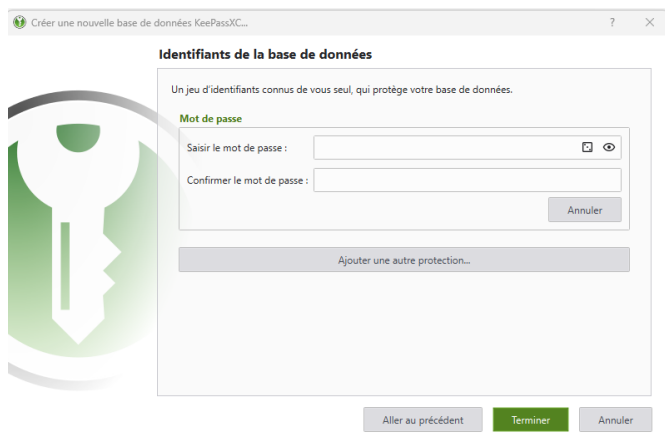 Créer une nouvelle base de données KeePassXC...
Identifiants de la base de données
Un jeu d'identifiants connus de vous seul, qui protège votre base de données.
Mot de passe
Saisir le mot de passe :
Confirmer le mot de passe :
Annuler
Ajouter une autre protection...
Aller au précédent
Terminer
Annuler